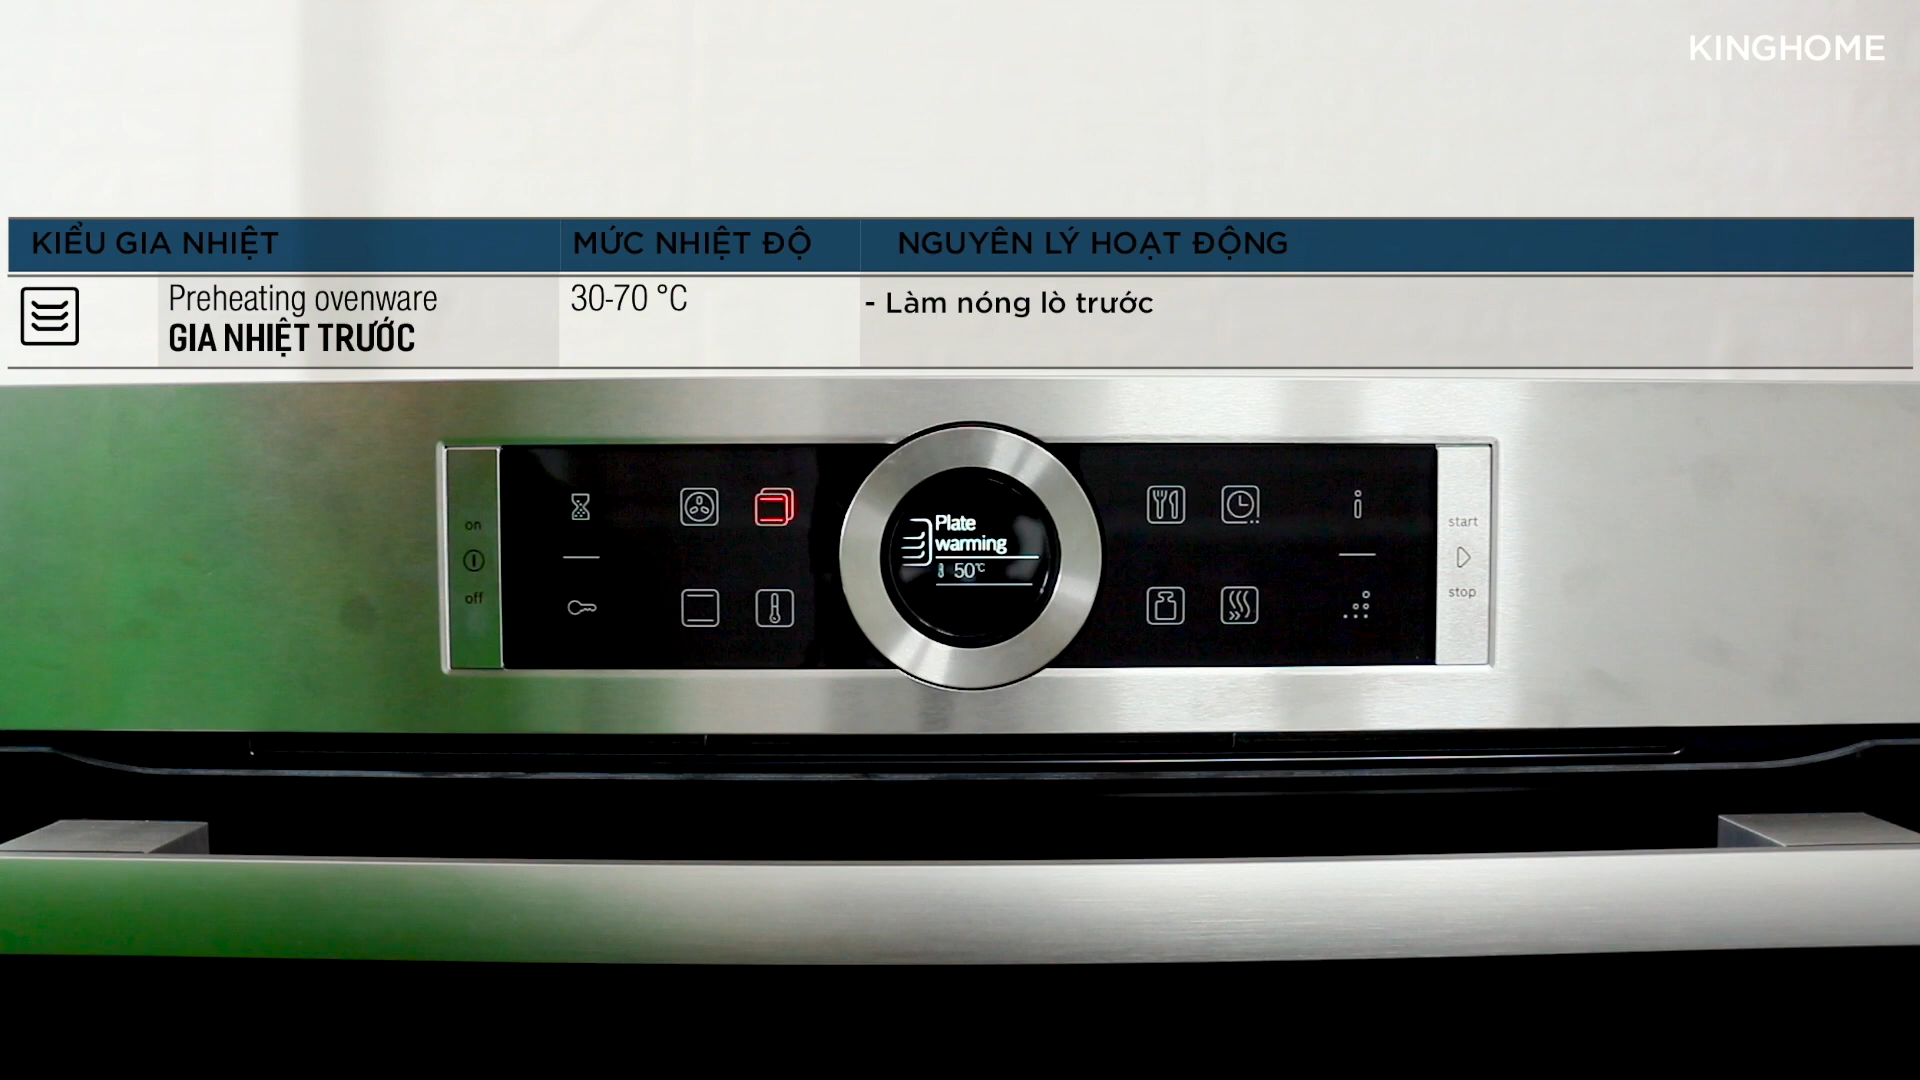 KINGHOME
KIỂU GIA NHIỆT
MỨC NHIỆT ĐỘ
NGUYÊN LÝ HOẠT ĐỘNG
Preheating ovenware
GIA NHIỆT TRƯỚC
30-70 °C
- Làm nóng lò trước
on
off
Plate
warming
50°C
i
start
stop